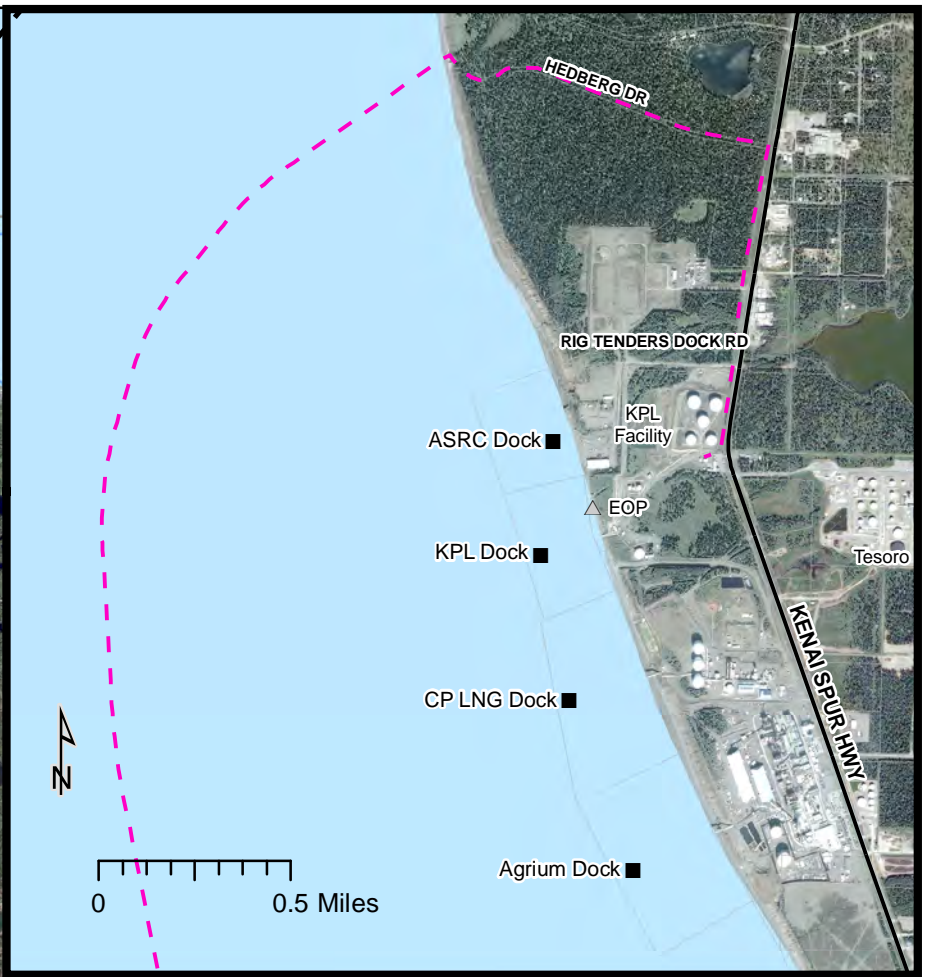 HEDBERG DR
RIG TENDERS DOCK RD
KPL
Facility
ASRC Dock
EOP
KPL Dock
Tesoro
KENAI SPUR HWY
CP LNG Dock
N
Agrium Dock
0 0.5 Miles